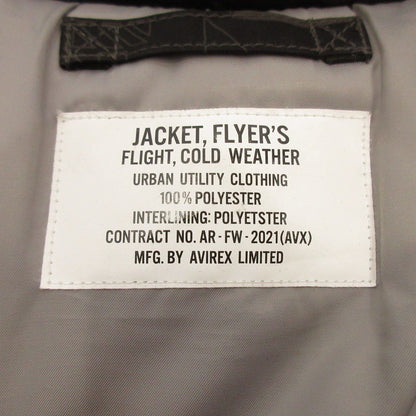 JACKET, FLYER'S
FLIGHT, COLD WEATHER
URBAN UTILITY CLOTHING
100% POLYESTER
INTERLINING: POLYETSTER
CONTRACT NO. AR-FW-2021(AVX)
MFG. BY AVIREX LIMITED